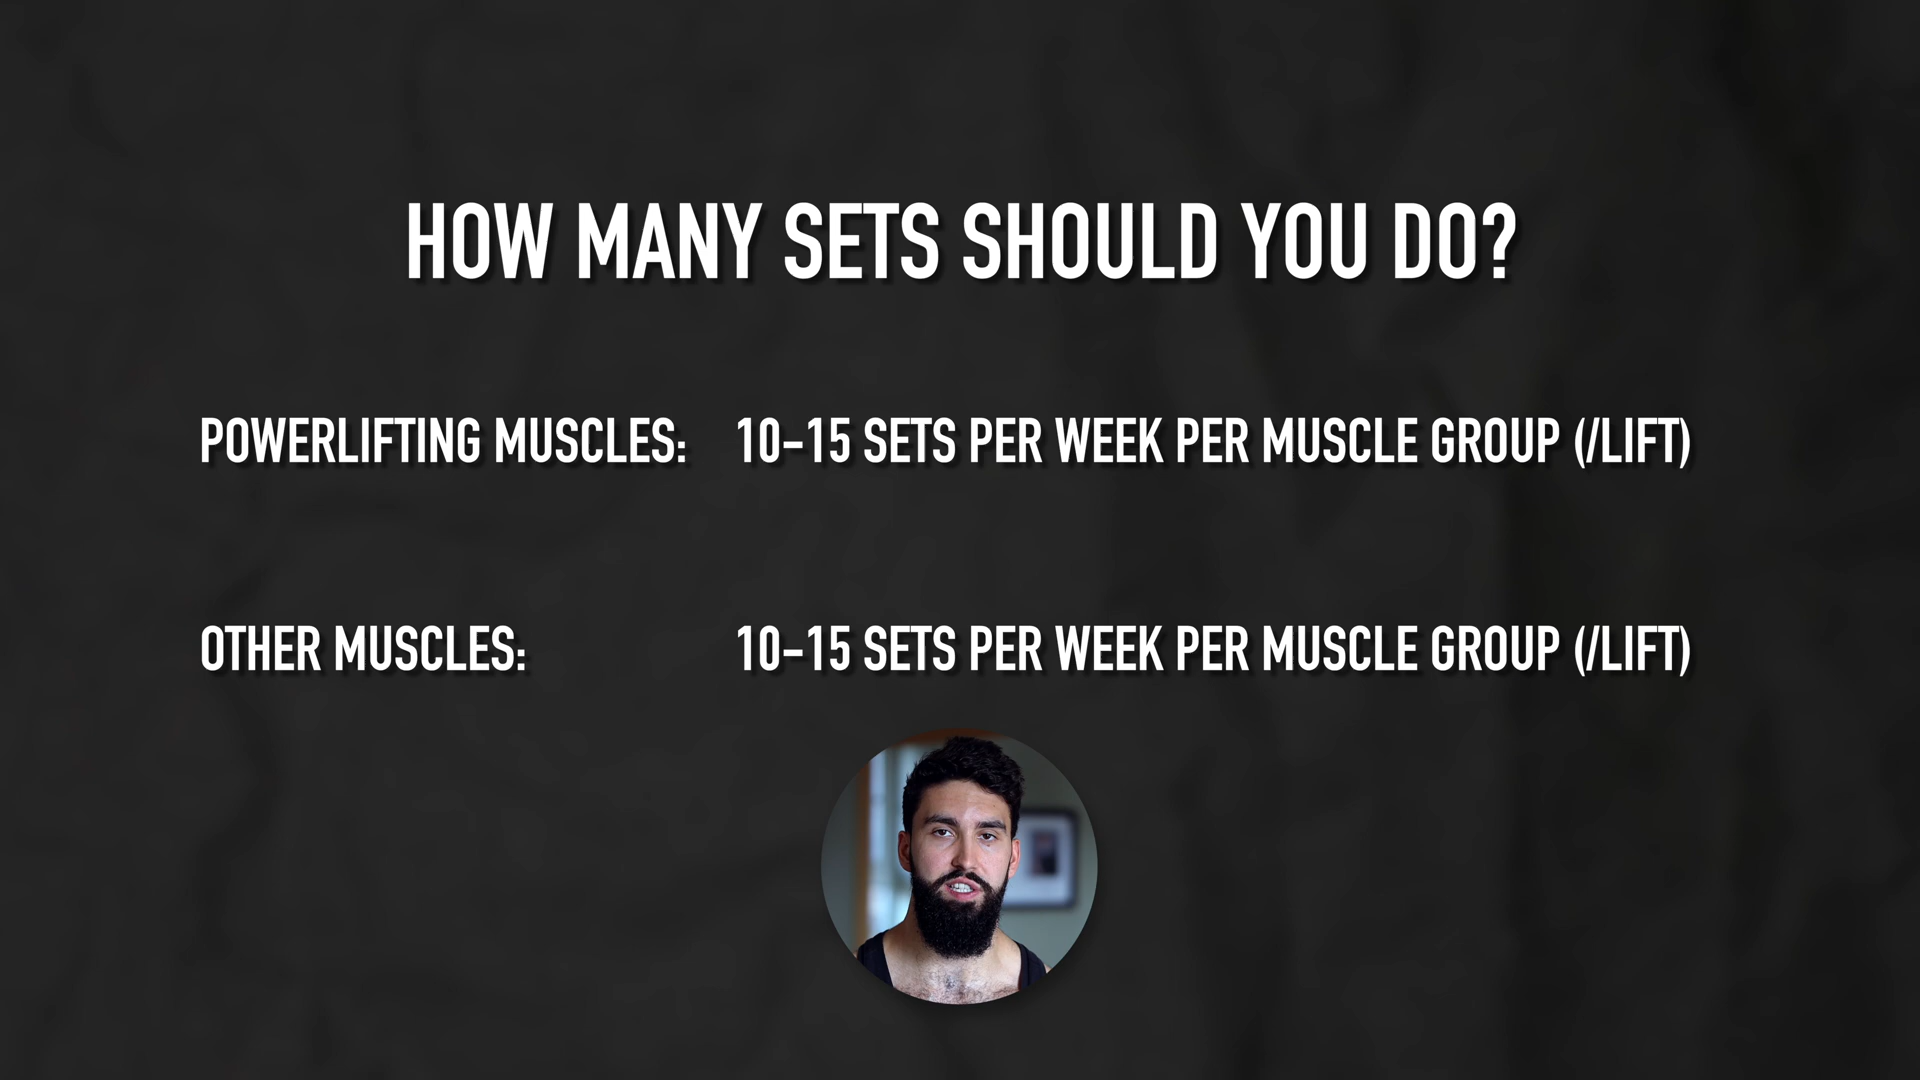 HOW MANY SETS SHOULD YOU DO?
POWERLIFTING MUSCLES: 10-15 SETS PER WEEK PER MUSCLE GROUP (/LIFT)
OTHER MUSCLES: 10-15 SETS PER WEEK PER MUSCLE GROUP (/LIFT)